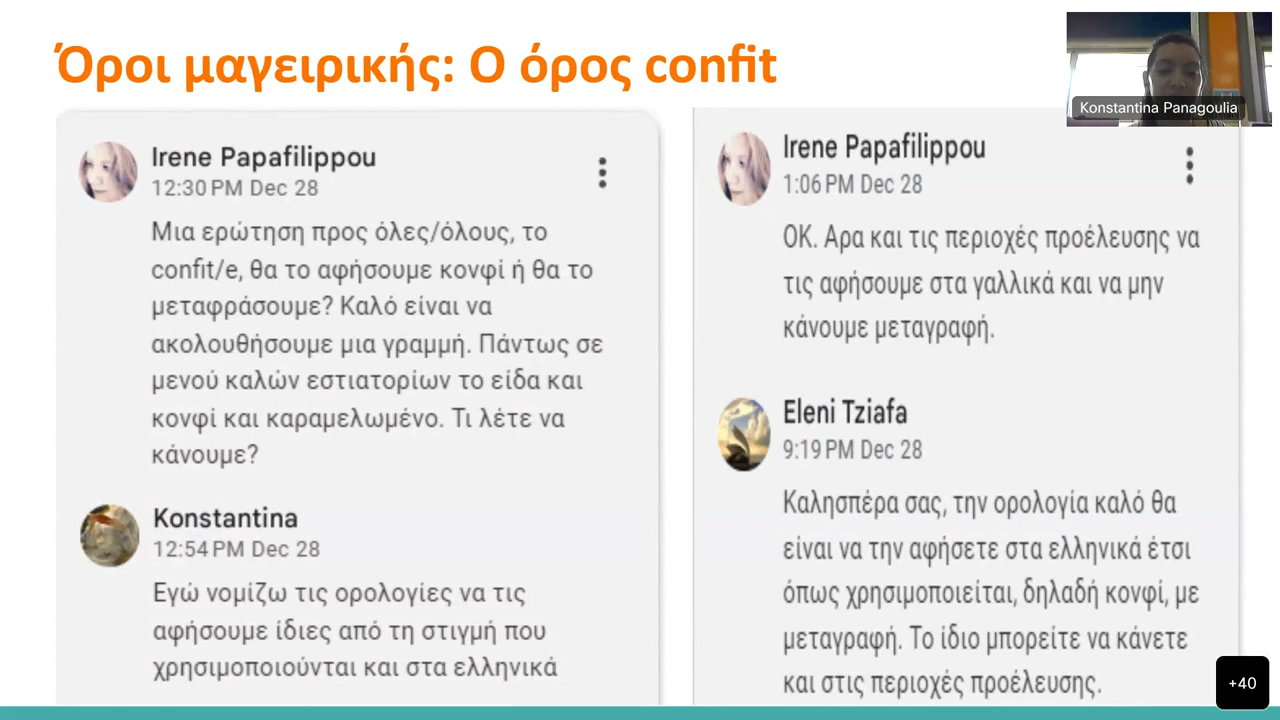 Όροι μαγειρικής: Ο όρος confit
Konstantina Panagoulia
Irene Papafilippou
12:30 PM Dec 28
Μια ερώτηση προς όλες/όλους, το
confit/e, θα το αφήσουμε κονφί ή θα το
μεταφράσουμε? Καλό είναι να
ακολουθήσουμε μια γραμμή. Πάντως σε
μενού καλών εστιατορίων το είδα και
κονφί και καραμελωμένο. Τι λέτε να
κάνουμε?
Konstantina
12:54 PM Dec 28
Εγώ νομίζω τις ορολογίες να τις
αφήσουμε ίδιες από τη στιγμή που
χρησιμοποιούνται και στα ελληνικά
Irene Papafilippou
1:06 PM Dec 28
ΟΚ. Αρα και τις περιοχές προέλευσης να
τις αφήσουμε στα γαλλικά και να μην
κάνουμε μεταγραφή.
Eleni Tziafa
9:19 PM Dec 28
Καλησπέρα σας, την ορολογία καλό θα
είναι να την αφήσετε στα ελληνικά έτσι
όπως χρησιμοποιείται, δηλαδή κονφί, με
μεταγραφή. Το ίδιο μπορείτε να κάνετε
και στις περιοχές προέλευσης.
+40